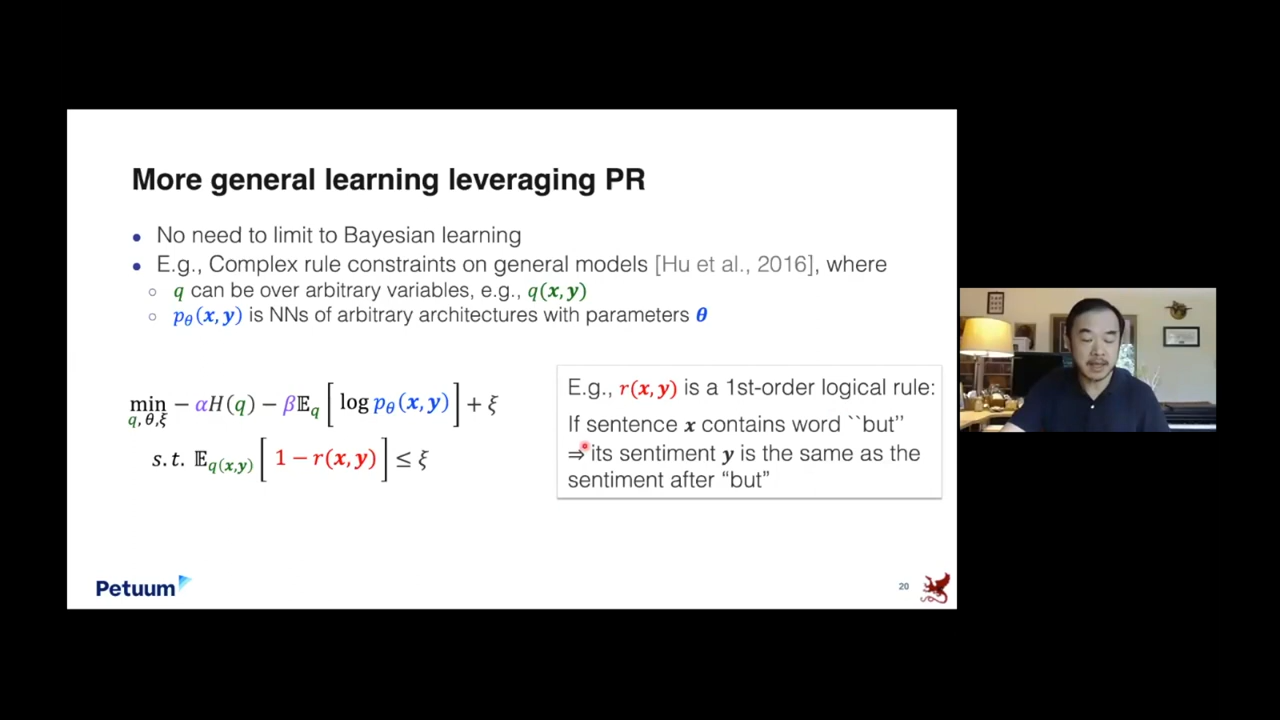 More general learning leveraging PR
• No need to limit to Bayesian learning
• E.g., Complex rule constraints on general models [Hu et al., 2016], where
○ q can be over arbitrary variables, e.g., q(x, y)
○ pθ(x, y) is NNs of arbitrary architectures with parameters θ
min q, θ, ξ − αH(q) − β𝔼q [ log pθ(x, y) ] + ξ
s.t. 𝔼q(x,y) [ 1 − r(x, y) ] ≤ ξ
E.g., r(x, y) is a 1st-order logical rule:
If sentence x contains word ``but’’
⇒ its sentiment y is the same as the
sentiment after “but”
Petuum
20